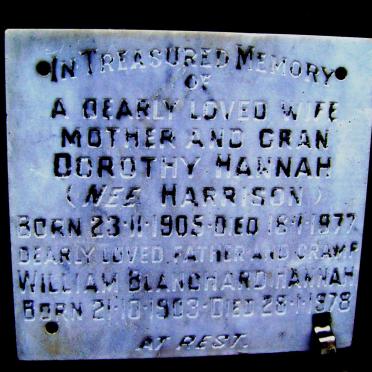 In Treasured Memory
OF
A DEARLY LOVED WIFE
MOTHER AND GRAN
DOROTHY HANNAH
(NEE HARRISON)
BORN 23·11·1905·DIED 18·1·1977
DEARLY LOVED FATHER AND GRAMP
WILLIAM BLANCHARD HANNAH
BORN 21·10·1903·DIED 28·1·1978
AT REST.